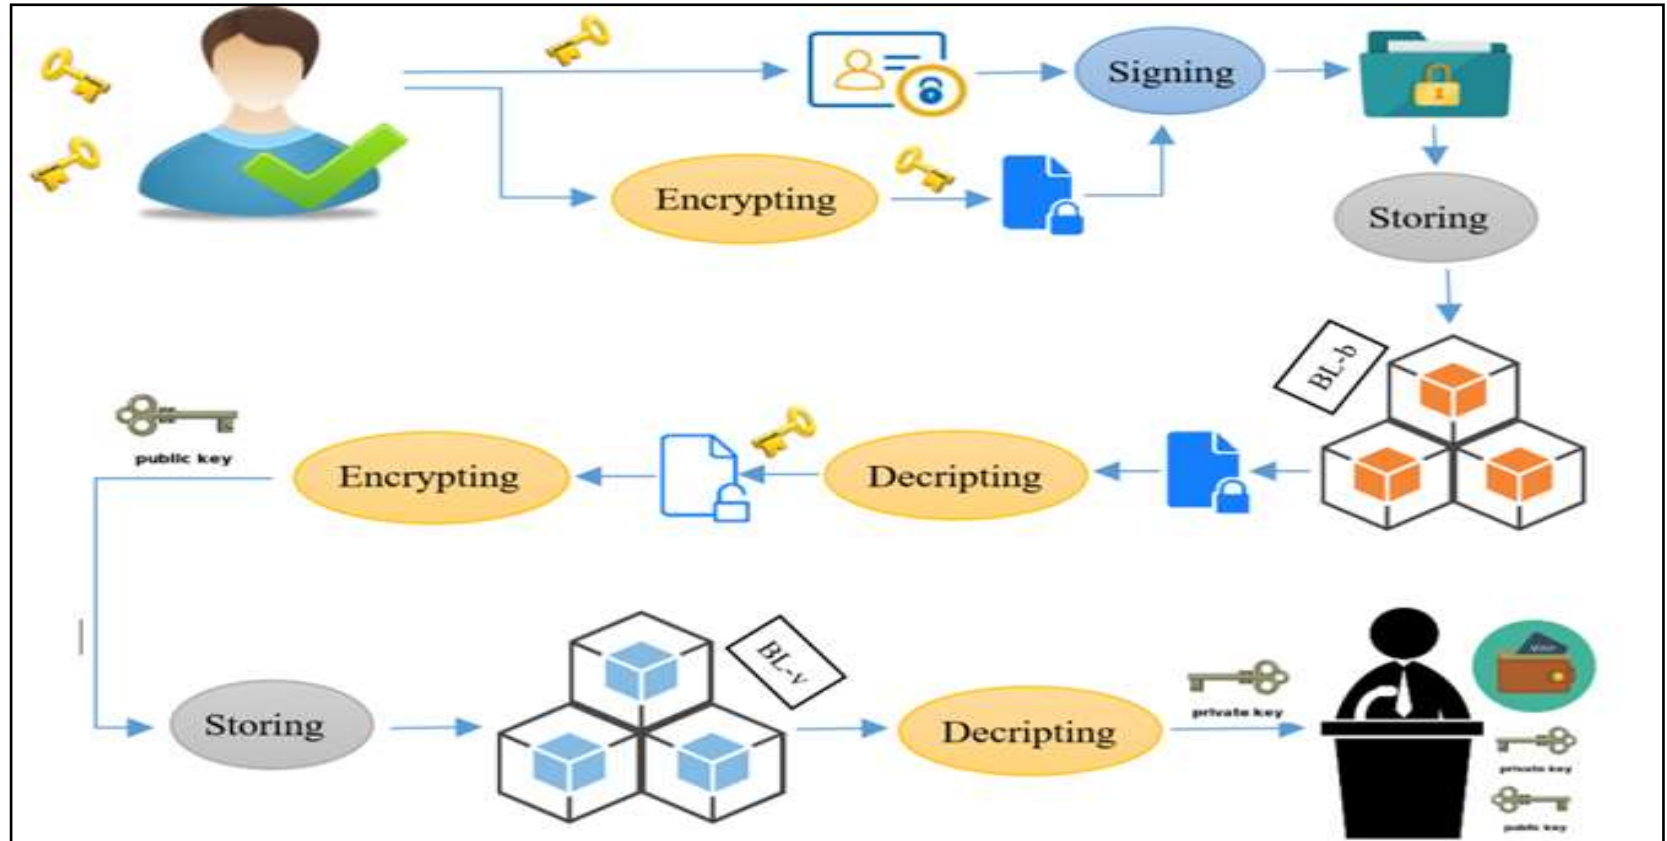 Signing
Encrypting
Storing
BL-b
public key
Encrypting
Decripting
BL-v
Storing
Decripting
private key
private key
public key